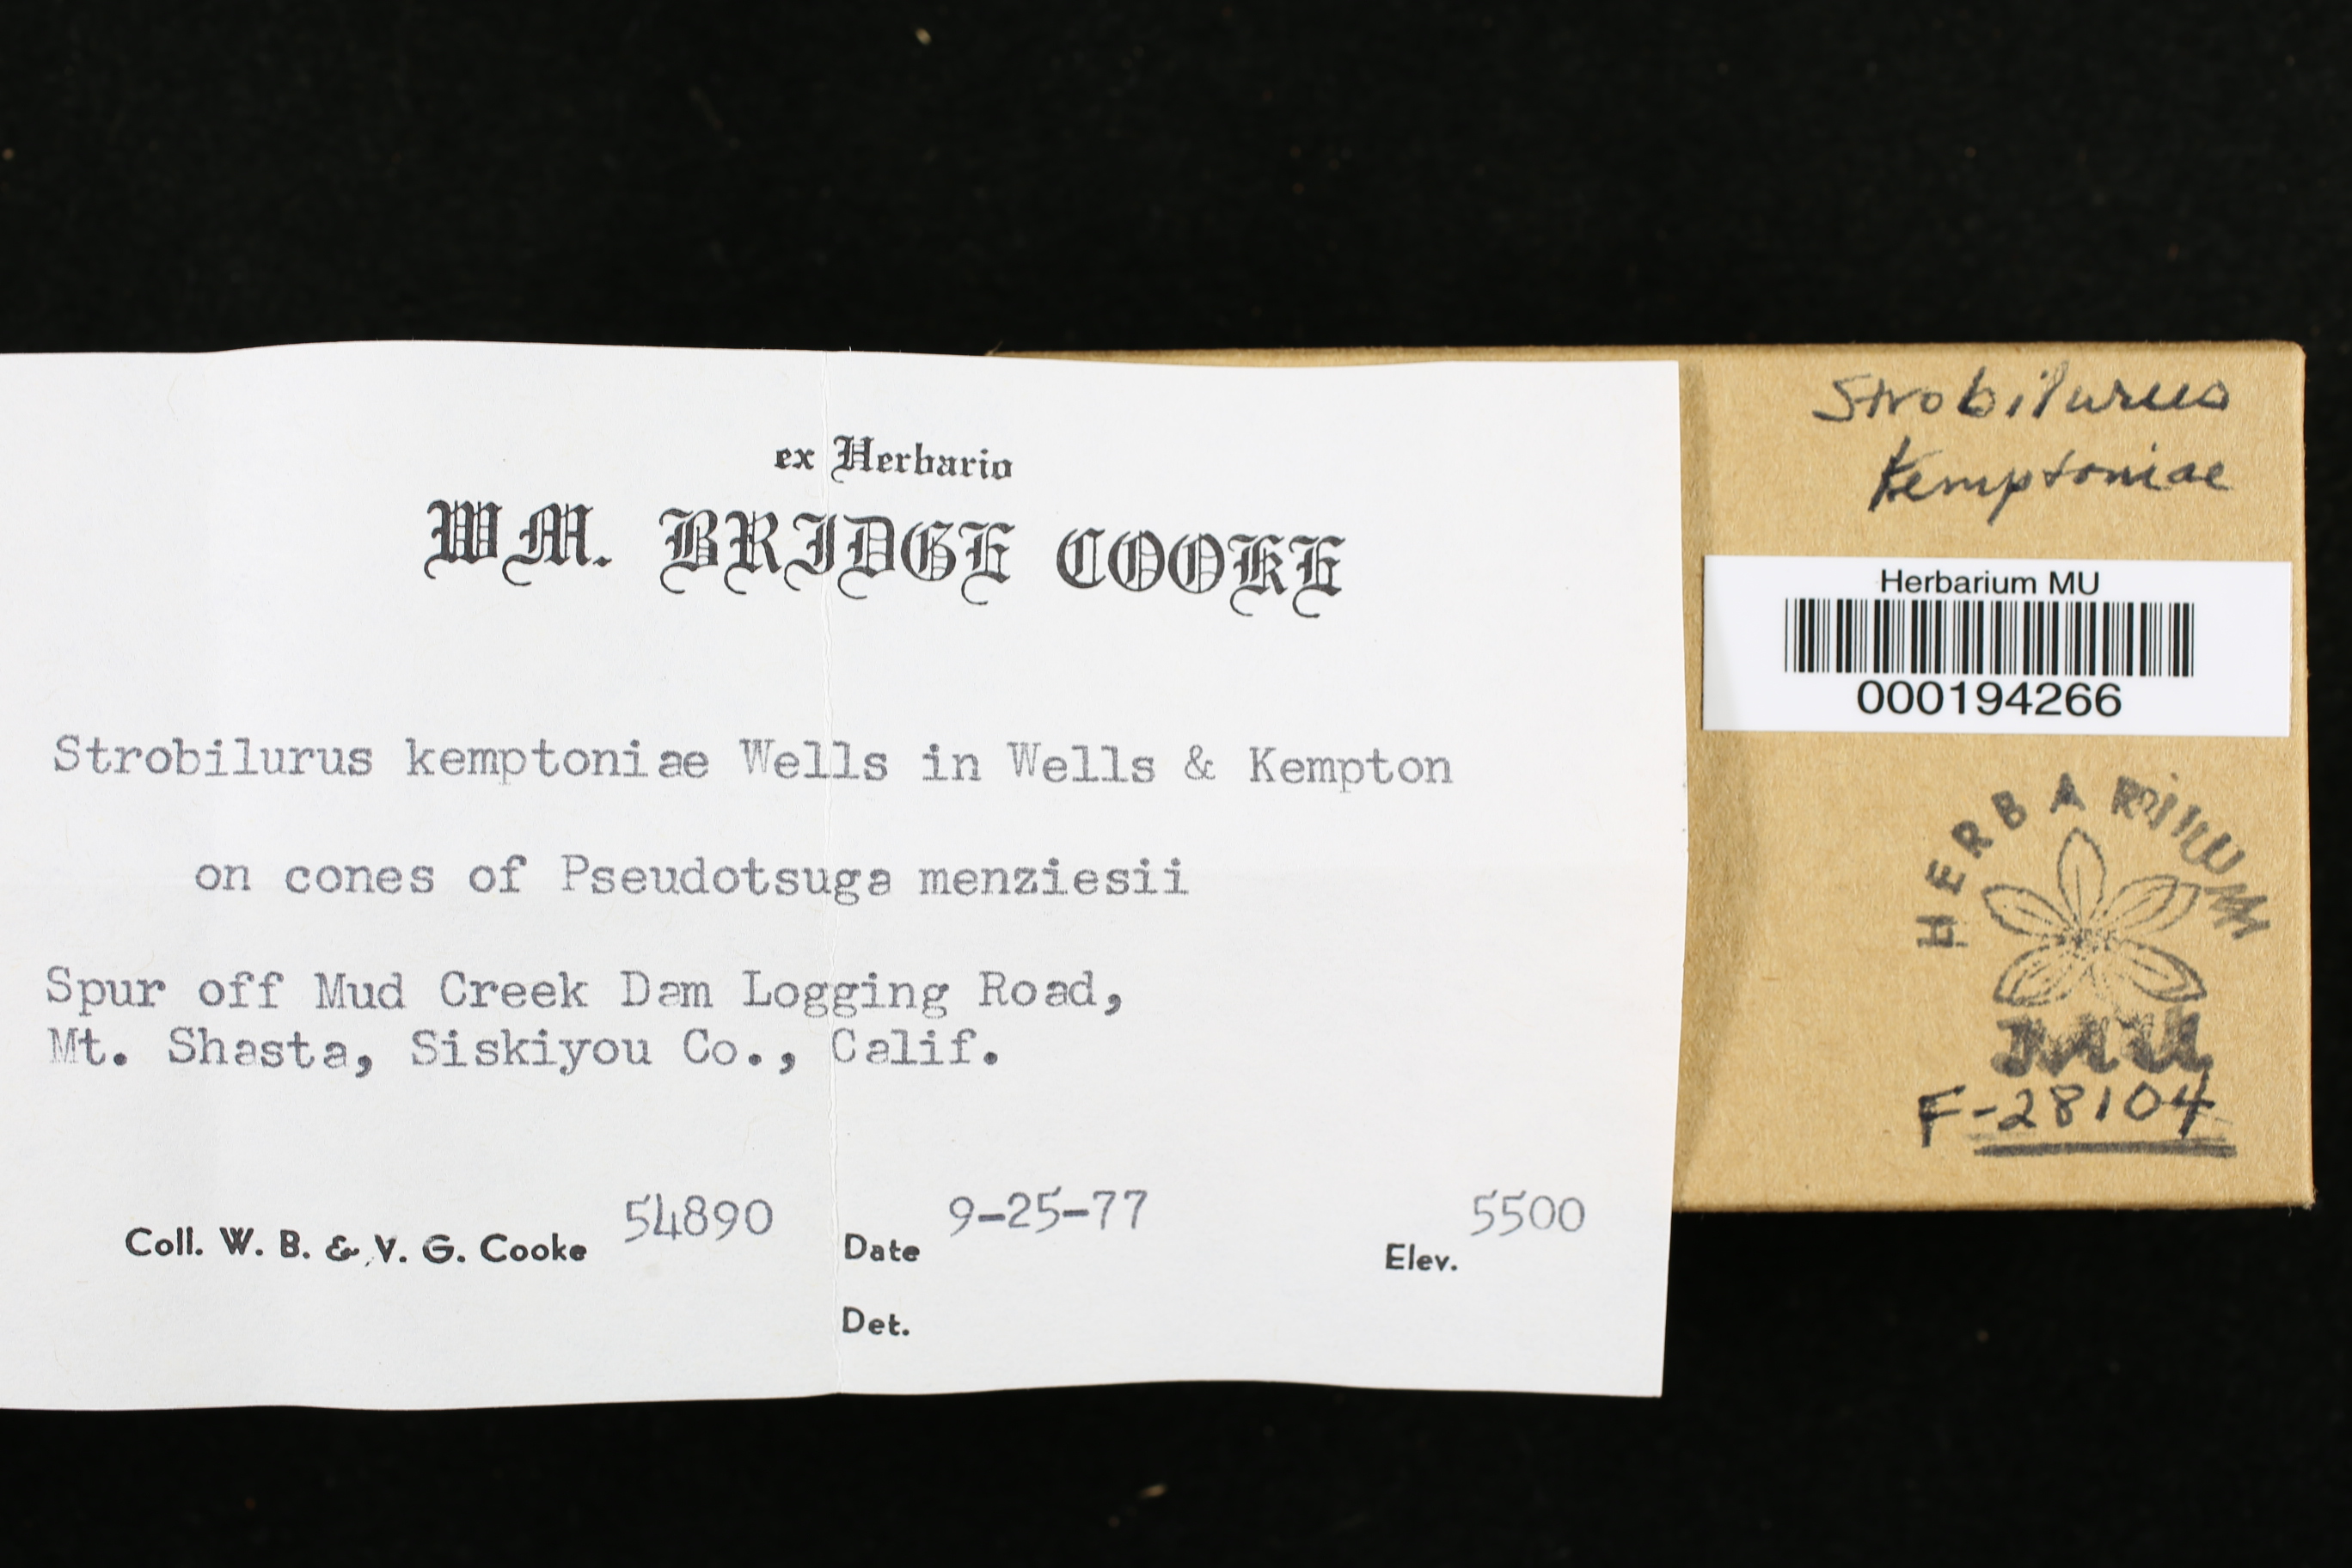 ex Herbario
WM. BRIDGE COOKE
Strobilurus kemptoniae Wells in Wells & Kempton
on cones of Pseudotsuga menziesii
Spur off Mud Creek Dam Logging Road,
Mt. Shasta, Siskiyou Co., Calif.
Coll. W. B. & V. G. Cooke 54890 Date 9-25-77 Elev. 5500
Det.
Strobilurus
Kemptoniae
Herbarium MU
000194266
HERBARIUM
MU
F-28104